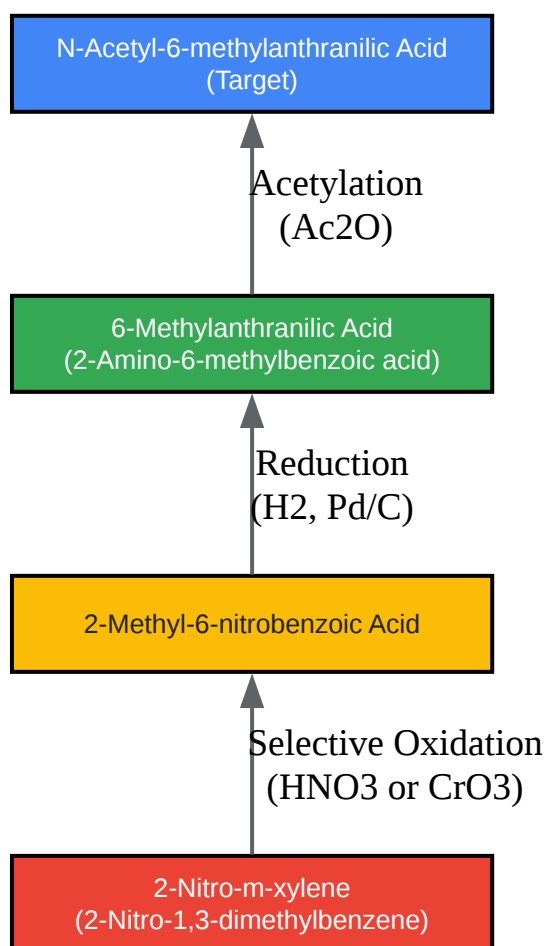 N-Acetyl-6-methylanthranilic Acid
(Target)
Acetylation
(Ac2O)
6-Methylanthranilic Acid
(2-Amino-6-methylbenzoic acid)
Reduction
(H2, Pd/C)
2-Methyl-6-nitrobenzoic Acid
Selective Oxidation
(HNO3 or CrO3)
2-Nitro-m-xylene
(2-Nitro-1,3-dimethylbenzene)